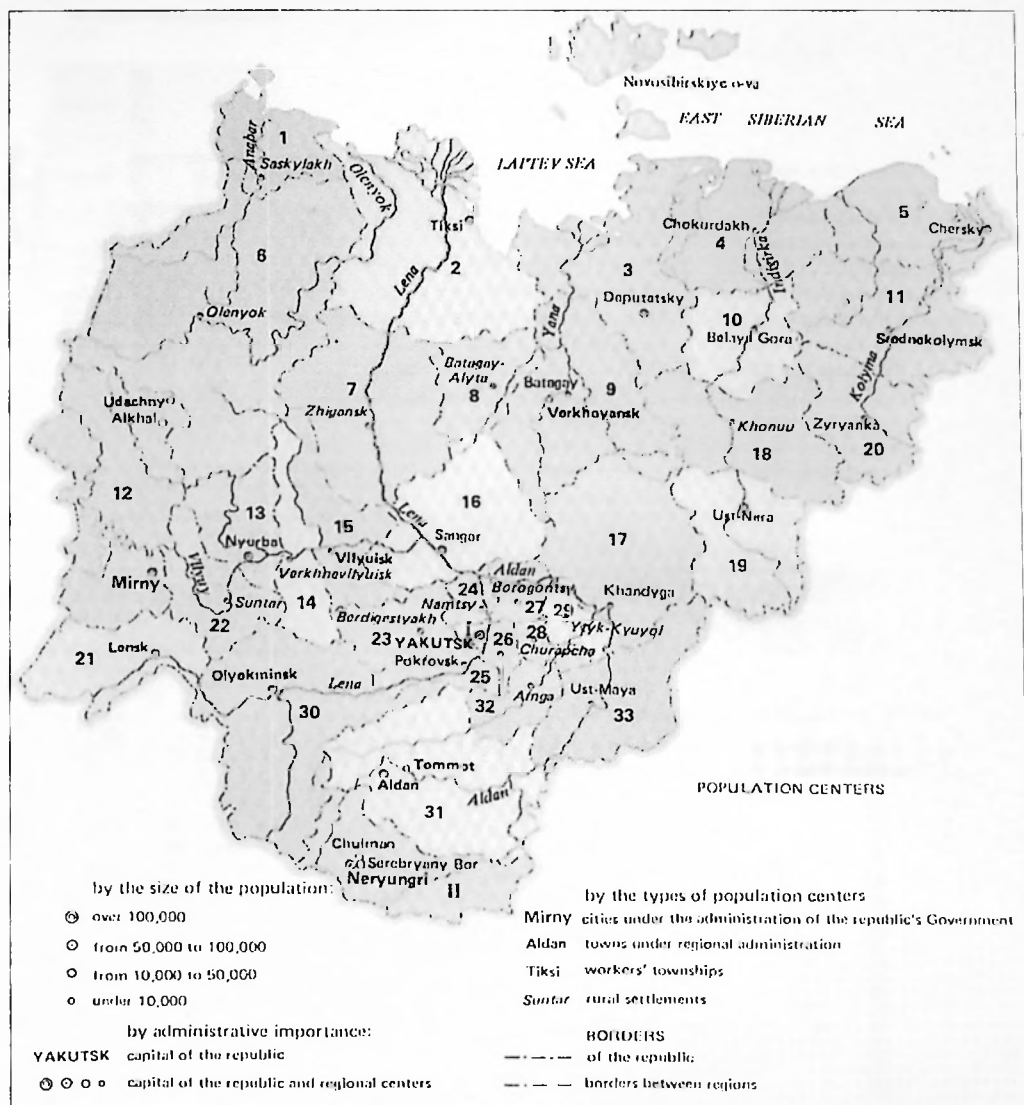 Novosibirskiye o-va
EAST SIBERIAN SEA
LAPTEV SEA
1
Anabar
Saskylakh
Olenyok
Tiksi
2
Lena
6
Olenyok
3
Chokurdakh
4
Indigirka
5
Chersky
Deputatsky
Yana
10
Belaya Gora
11
Srednekolymsk
Kolyma
7
Zhigansk
Batagay-
Alyta
8
Batagay
9
Verkhoyansk
Khonuu
18
Zyryanka
20
Udachny
Aikhal
12
13
Nyurba
15
Vilyuisk
Verkhnevilyuisk
Lena
16
Sangar
17
Ust-Nera
19
Mirny
Vilyuy
Suntar
14
22
Aldan
24
Borogontsy
Namtsy
27
29
Khandyga
Berdigestyakh
I
Ytyk-Kyuyol
23
YAKUTSK
26
28
Churapcha
Pokrovsk
21
Lensk
Olyokminsk
Lena
25
Amga
Ust-Maya
30
32
33
Tommot
Aldan
Aldan
31
Chulman
Serebryany Bor
Neryungri
II
POPULATION CENTERS
by the size of the population:
over 100,000
from 50,000 to 100,000
from 10,000 to 50,000
under 10,000
by administrative importance:
YAKUTSK capital of the republic
capital of the republic and regional centers
by the types of population centers
Mirny cities under the administration of the republic's Government
Aldan towns under regional administration
Tiksi workers' townships
Suntar rural settlements
BORDERS
of the republic
borders between regions